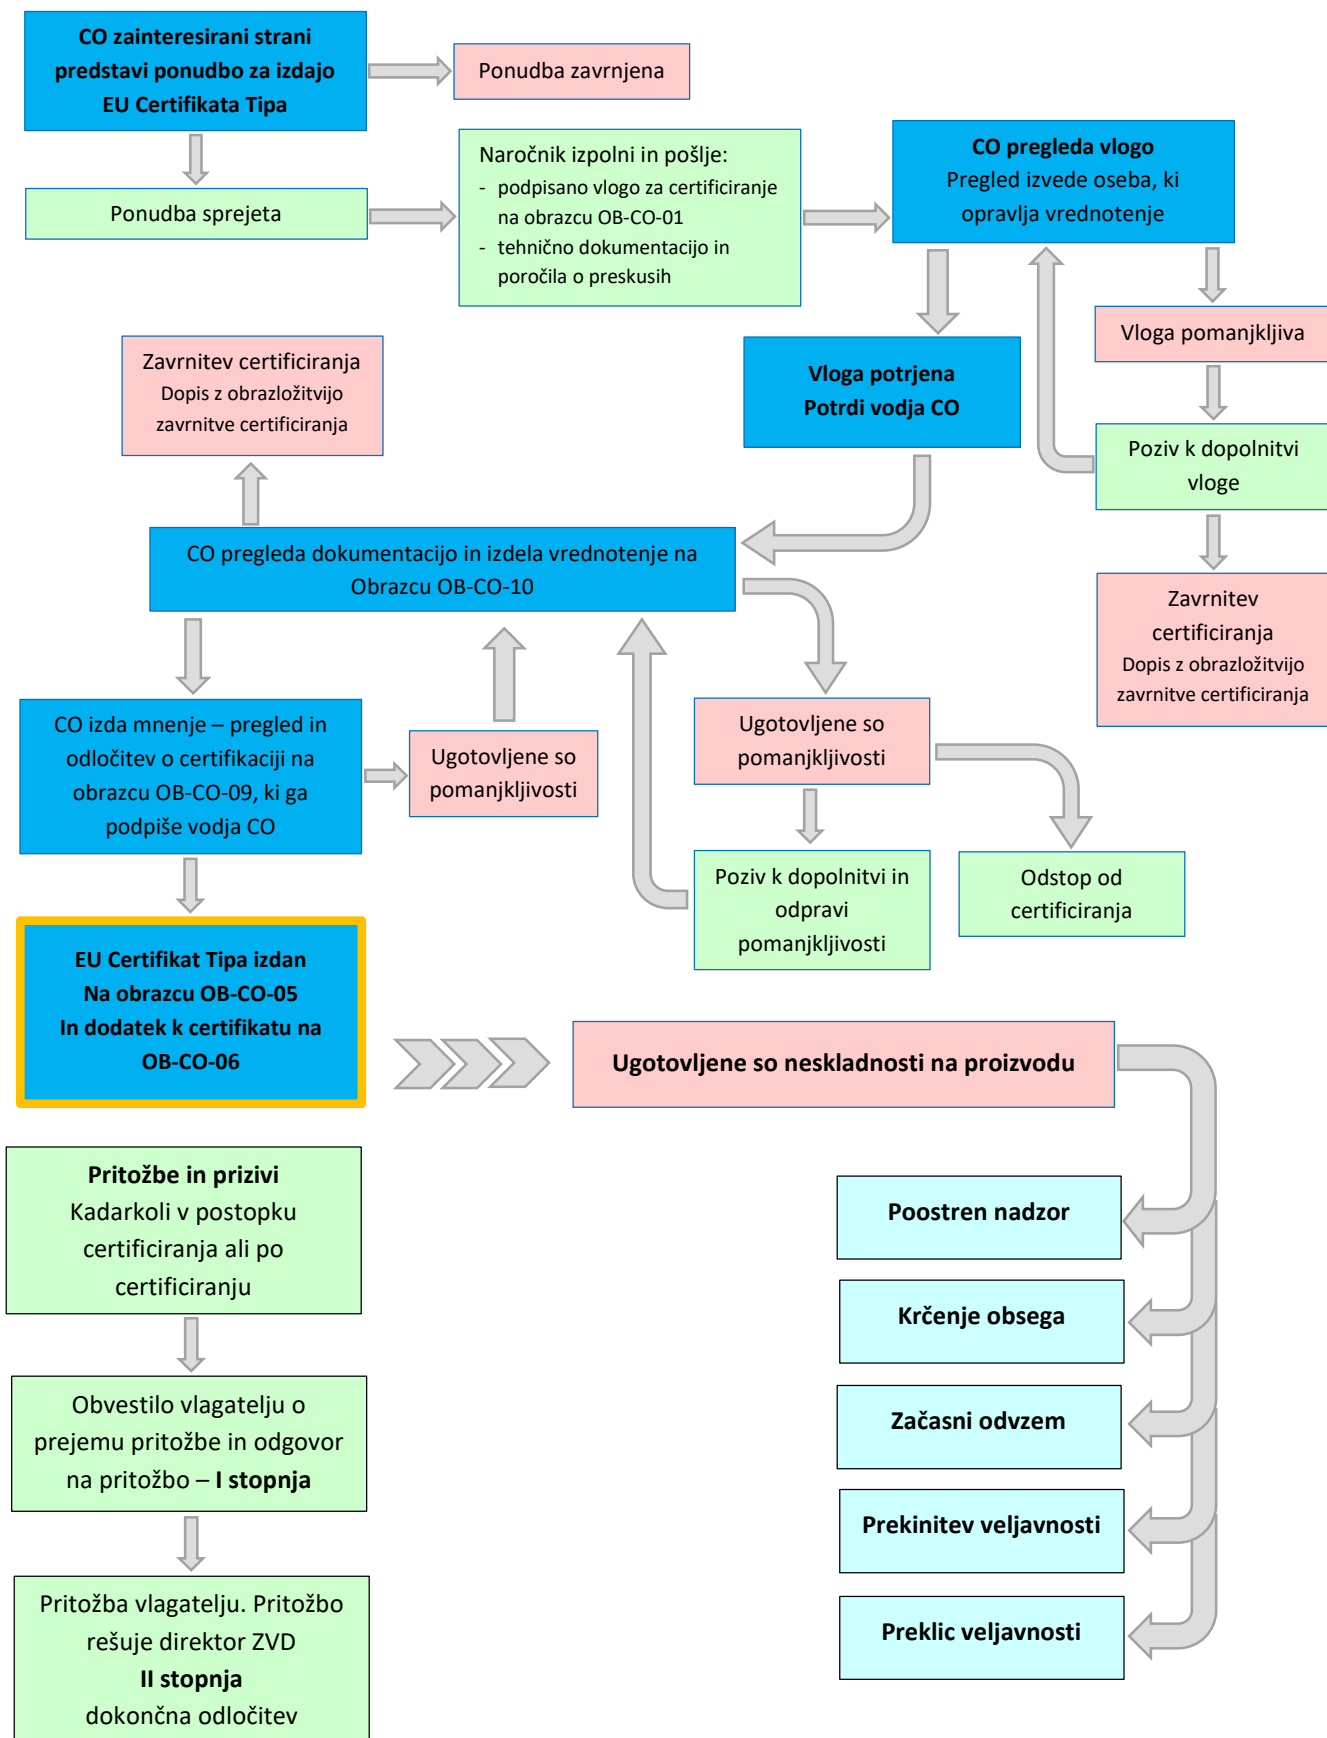 CO zainteresirani strani
predstavi ponudbo za izdajo
EU Certifikata Tipa
Ponudba zavrnjena
Ponudba sprejeta
Naročnik izpolni in pošlje:
- podpisano vlogo za certificiranje
na obrazcu OB-CO-01
- tehnično dokumentacijo in
poročila o preskusih
CO pregleda vlogo
Pregled izvede oseba, ki
opravlja vrednotenje
Vloga pomanjkljiva
Poziv k dopolnitvi
vloge
Zavrnitev
certificiranja
Dopis z obrazložitvijo
zavrnitve certificiranja
Vloga potrjena
Potrdi vodja CO
Zavrnitev certificiranja
Dopis z obrazložitvijo
zavrnitve certificiranja
CO pregleda dokumentacijo in izdela vrednotenje na
Obrazcu OB-CO-10
CO izda mnenje – pregled in
odločitev o certifikaciji na
obrazcu OB-CO-09, ki ga
podpiše vodja CO
Ugotovljene so
pomanjkljivosti
Ugotovljene so
pomanjkljivosti
Poziv k dopolnitvi in
odpravi
pomanjkljivosti
Odstop od
certificiranja
EU Certifikat Tipa izdan
Na obrazcu OB-CO-05
In dodatek k certifikatu na
OB-CO-06
Ugotovljene so neskladnosti na proizvodu
Pritožbe in prizivi
Kadarkoli v postopku
certificiranja ali po
certificiranju
Obvestilo vlagatelju o
prejemu pritožbe in odgovor
na pritožbo – I stopnja
Pritožba vlagatelju. Pritožbo
rešuje direktor ZVD
II stopnja
dokončna odločitev
Poostren nadzor
Krčenje obsega
Začasni odvzem
Prekinitev veljavnosti
Preklic veljavnosti